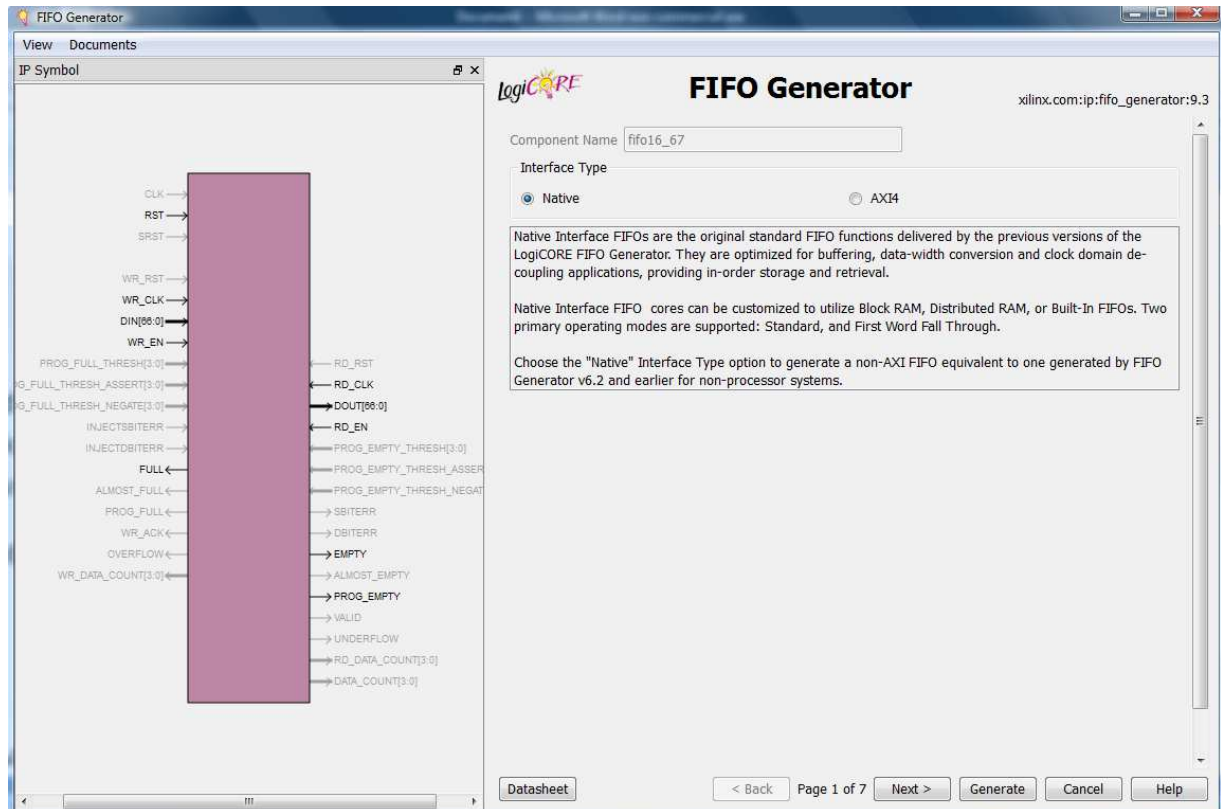 FIFO Generator
View Documents
IP Symbol
CLK
RST
SRST
WR_RST
WR_CLK
DIN[66:0]
WR_EN
PROG_FULL_THRESH[3:0]
G_FULL_THRESH_ASSERT[3:0]
G_FULL_THRESH_NEGATE[3:0]
INJECTSBITERR
INJECTDBITERR
FULL
ALMOST_FULL
PROG_FULL
WR_ACK
OVERFLOW
WR_DATA_COUNT[3:0]
RD_RST
RD_CLK
DOUT[66:0]
RD_EN
PROG_EMPTY_THRESH[3:0]
PROG_EMPTY_THRESH_ASSER
PROG_EMPTY_THRESH_NEGAT
SBITERR
DBITERR
EMPTY
ALMOST_EMPTY
PROG_EMPTY
VALID
UNDERFLOW
RD_DATA_COUNT[3:0]
DATA_COUNT[3:0]
LogiCORE
FIFO Generator
xilinx.com:ip:fifo_generator:9.3
Component Name fifo16_67
Interface Type
Native AXI4
Native Interface FIFOs are the original standard FIFO functions delivered by the previous versions of the
LogiCORE FIFO Generator. They are optimized for buffering, data-width conversion and clock domain de-
coupling applications, providing in-order storage and retrieval.
Native Interface FIFO cores can be customized to utilize Block RAM, Distributed RAM, or Built-In FIFOs. Two
primary operating modes are supported: Standard, and First Word Fall Through.
Choose the "Native" Interface Type option to generate a non-AXI FIFO equivalent to one generated by FIFO
Generator v6.2 and earlier for non-processor systems.
Datasheet < Back Page 1 of 7 Next > Generate Cancel Help